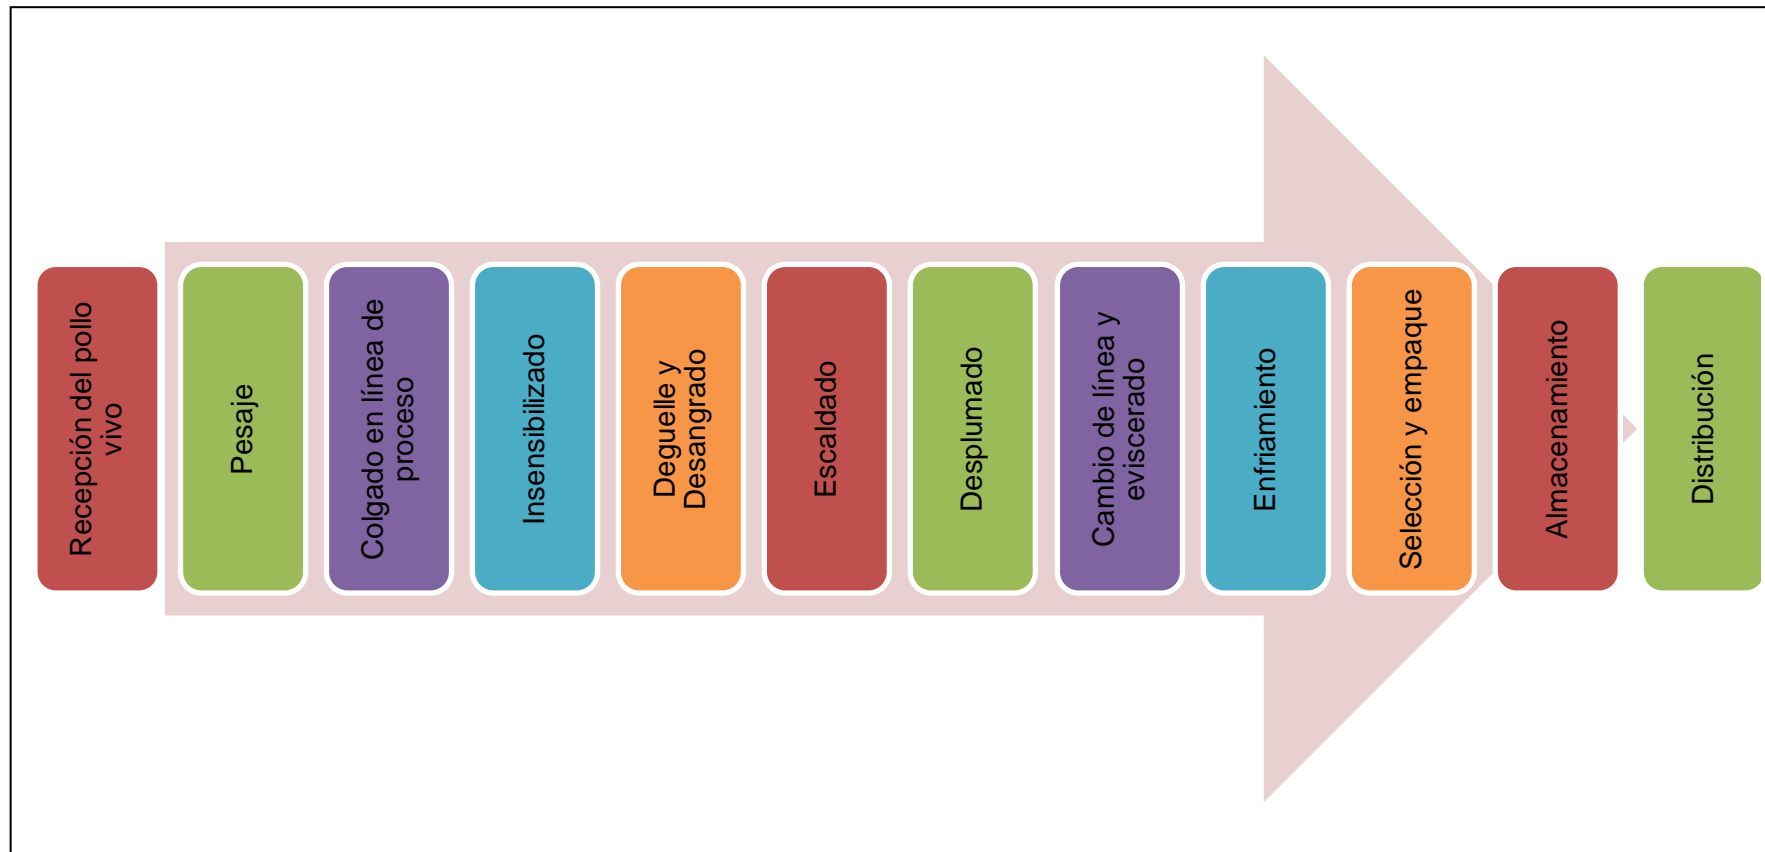 Recepción del pollo
vivo
Pesaje
Colgado en línea de
proceso
Insensibilizado
Deguelle y
Desangrado
Escaldado
Desplumado
Cambio de línea y
eviscerado
Enfriamiento
Selección y empaque
Almacenamiento
Distribución